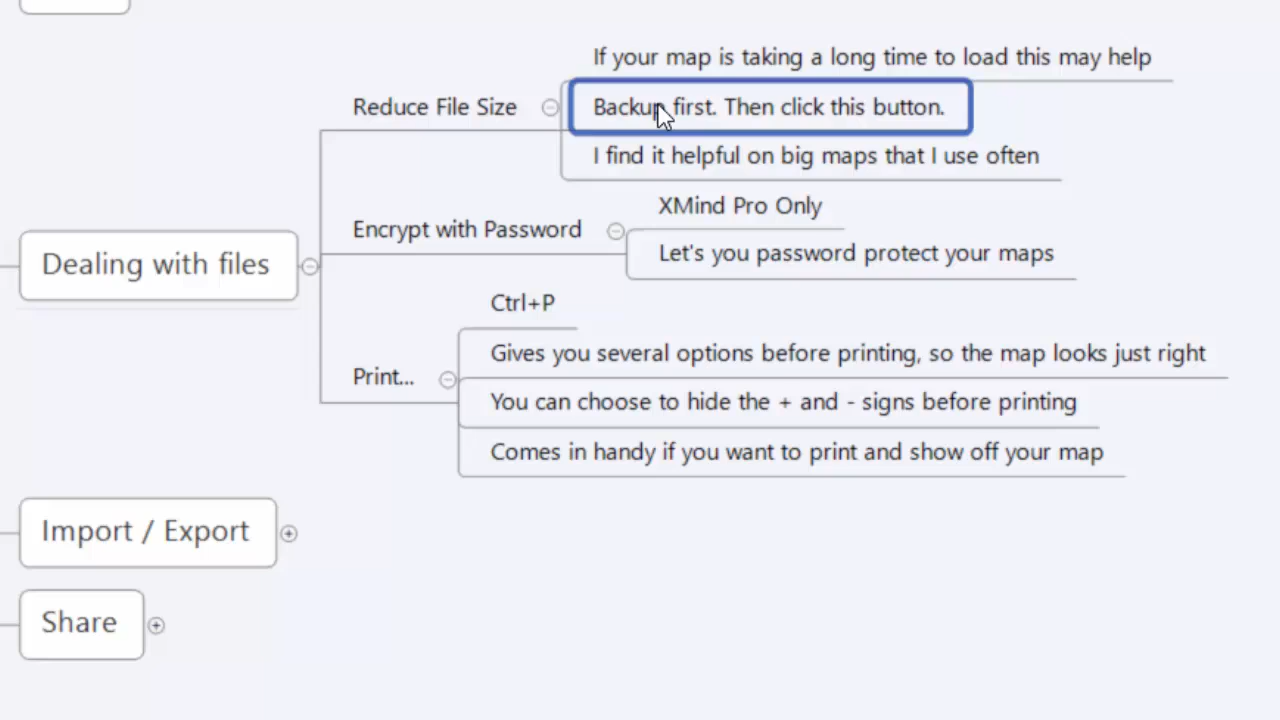 If your map is taking a long time to load this may help
Reduce File Size
Backup first. Then click this button.
I find it helpful on big maps that I use often
XMind Pro Only
Encrypt with Password
Let's you password protect your maps
Dealing with files
Ctrl+P
Gives you several options before printing, so the map looks just right
Print...
You can choose to hide the + and - signs before printing
Comes in handy if you want to print and show off your map
Import / Export
Share